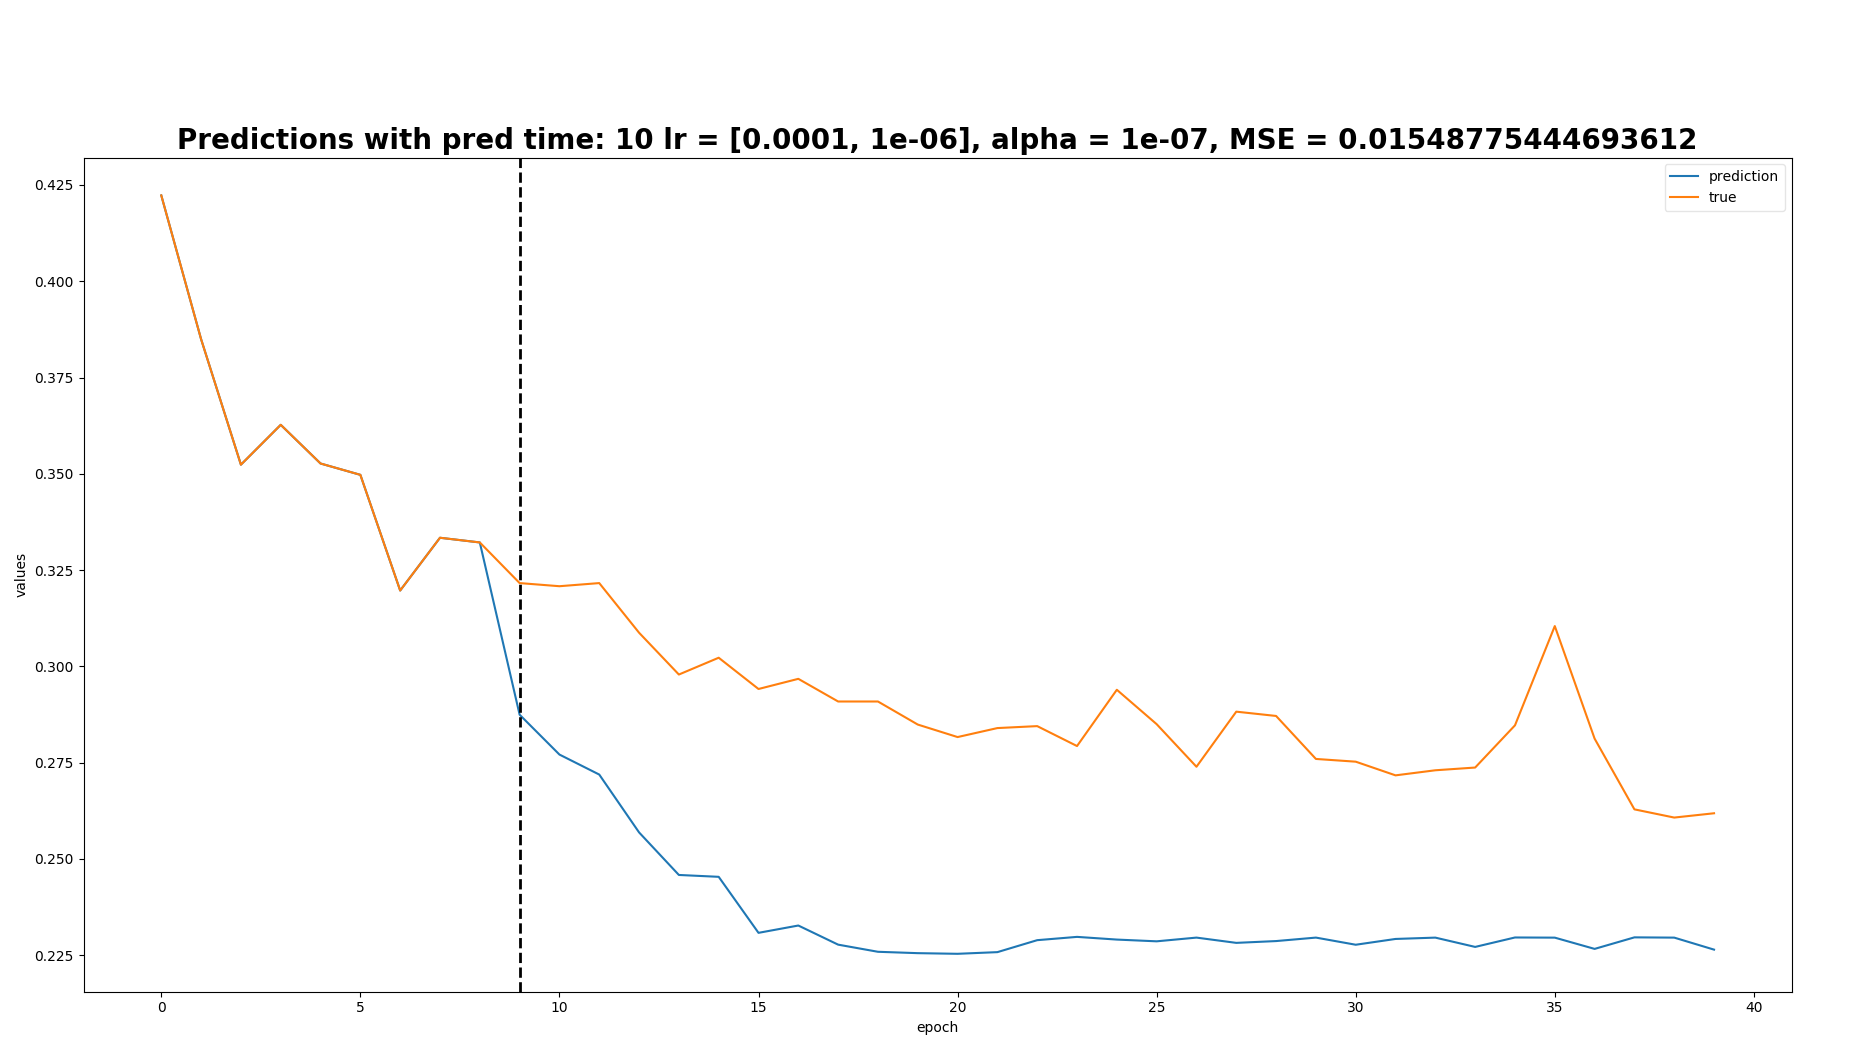 Predictions with pred time: 10 lr = [0.0001, 1e-06], alpha = 1e-07, MSE = 0.01548775444693612
prediction
true
0.425
0.400
0.375
0.350
0.325
0.300
0.275
0.250
0.225
values
0 5 10 15 20 25 30 35 40
epoch